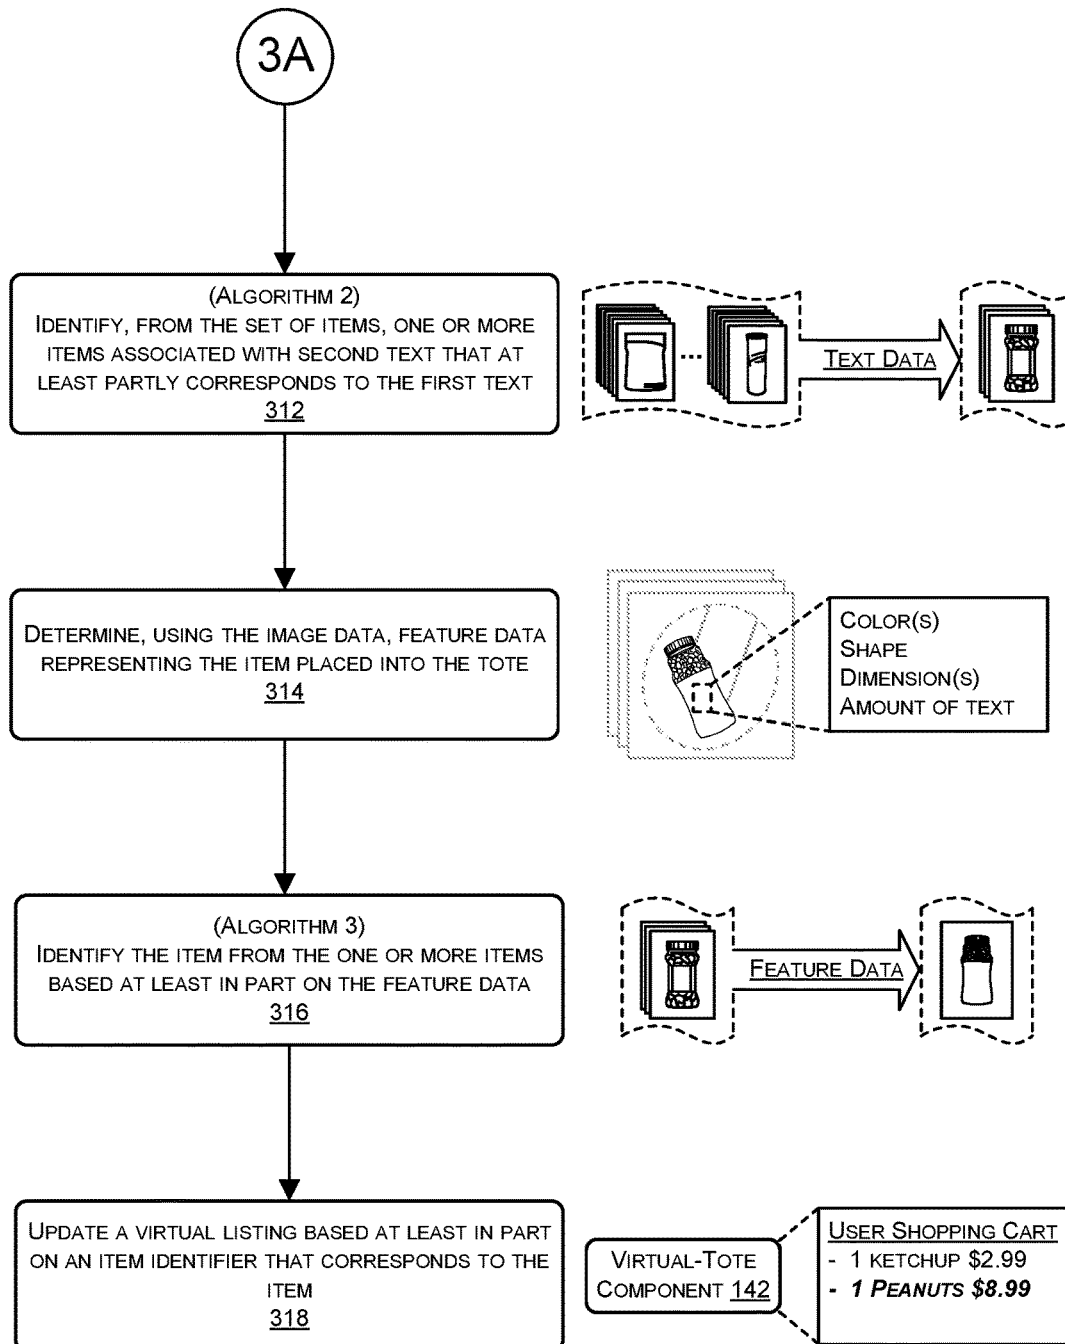 3A
(ALGORITHM 2)
IDENTIFY, FROM THE SET OF ITEMS, ONE OR MORE
ITEMS ASSOCIATED WITH SECOND TEXT THAT AT
LEAST PARTLY CORRESPONDS TO THE FIRST TEXT
312
...
TEXT DATA
DETERMINE, USING THE IMAGE DATA, FEATURE DATA
REPRESENTING THE ITEM PLACED INTO THE TOTE
314
COLOR(S)
SHAPE
DIMENSION(S)
AMOUNT OF TEXT
(ALGORITHM 3)
IDENTIFY THE ITEM FROM THE ONE OR MORE ITEMS
BASED AT LEAST IN PART ON THE FEATURE DATA
316
FEATURE DATA
UPDATE A VIRTUAL LISTING BASED AT LEAST IN PART
ON AN ITEM IDENTIFIER THAT CORRESPONDS TO THE
ITEM
318
VIRTUAL-TOTE
COMPONENT 142
USER SHOPPING CART
- 1 KETCHUP $2.99
- 1 PEANUTS $8.99